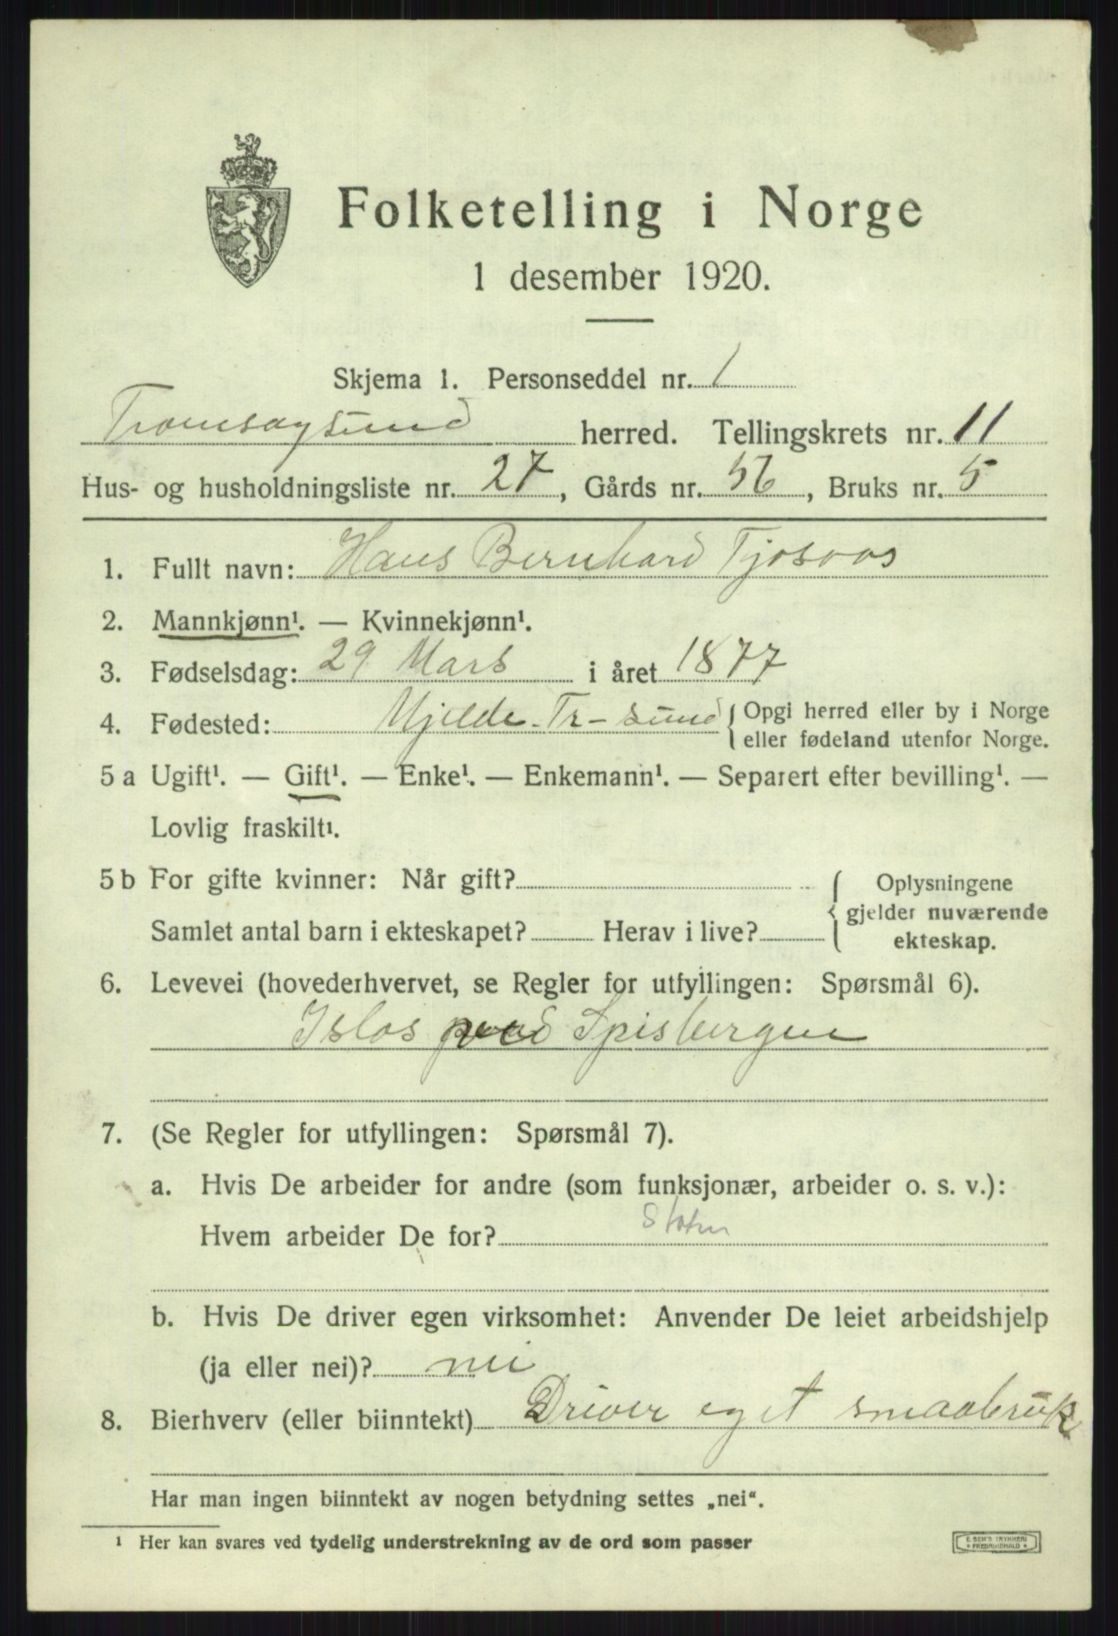 Folketelling i Norge
1 desember 1920.
Skjema 1. Personseddel nr. 1
Tromsøysund herred. Tellingskrets nr. 11
Hus- og husholdningsliste nr. 27, Gårds nr. 56, Bruks nr. 5
1. Fullt navn: Hans Bernhard
2. Mannkjønn¹. — Kvinnekjønn¹.
3. Fødselsdag: 29 Mars i året 1877
4. Fødested: Mjelde. Tr-sund { Opgi herred eller by i Norge
eller fødeland utenfor Norge.
5 a Ugift¹. — Gift¹. — Enke¹. — Enkemann¹. — Separert efter bevilling¹. —
Lovlig fraskilt¹.
5 b For gifte kvinner: Når gift?
Samlet antal barn i ekteskapet? Herav i live?
{ Oplysningene
gjelder nuværende
ekteskap.
6. Levevei (hovederhvervet, se Regler for utfyllingen: Spørsmål 6).
Spisbergen
7. (Se Regler for utfyllingen: Spørsmål 7).
a. Hvis De arbeider for andre (som funksjonær, arbeider o. s. v.):
Hvem arbeider De for?
b. Hvis De driver egen virksomhet: Anvender De leiet arbeidshjelp
(ja eller nei)? nei
8. Bierhverv (eller biinntekt) Driver eget smaabruk
Har man ingen biinntekt av nogen betydning settes „nei“.
¹ Her kan svares ved tydelig understrekning av de ord som passer